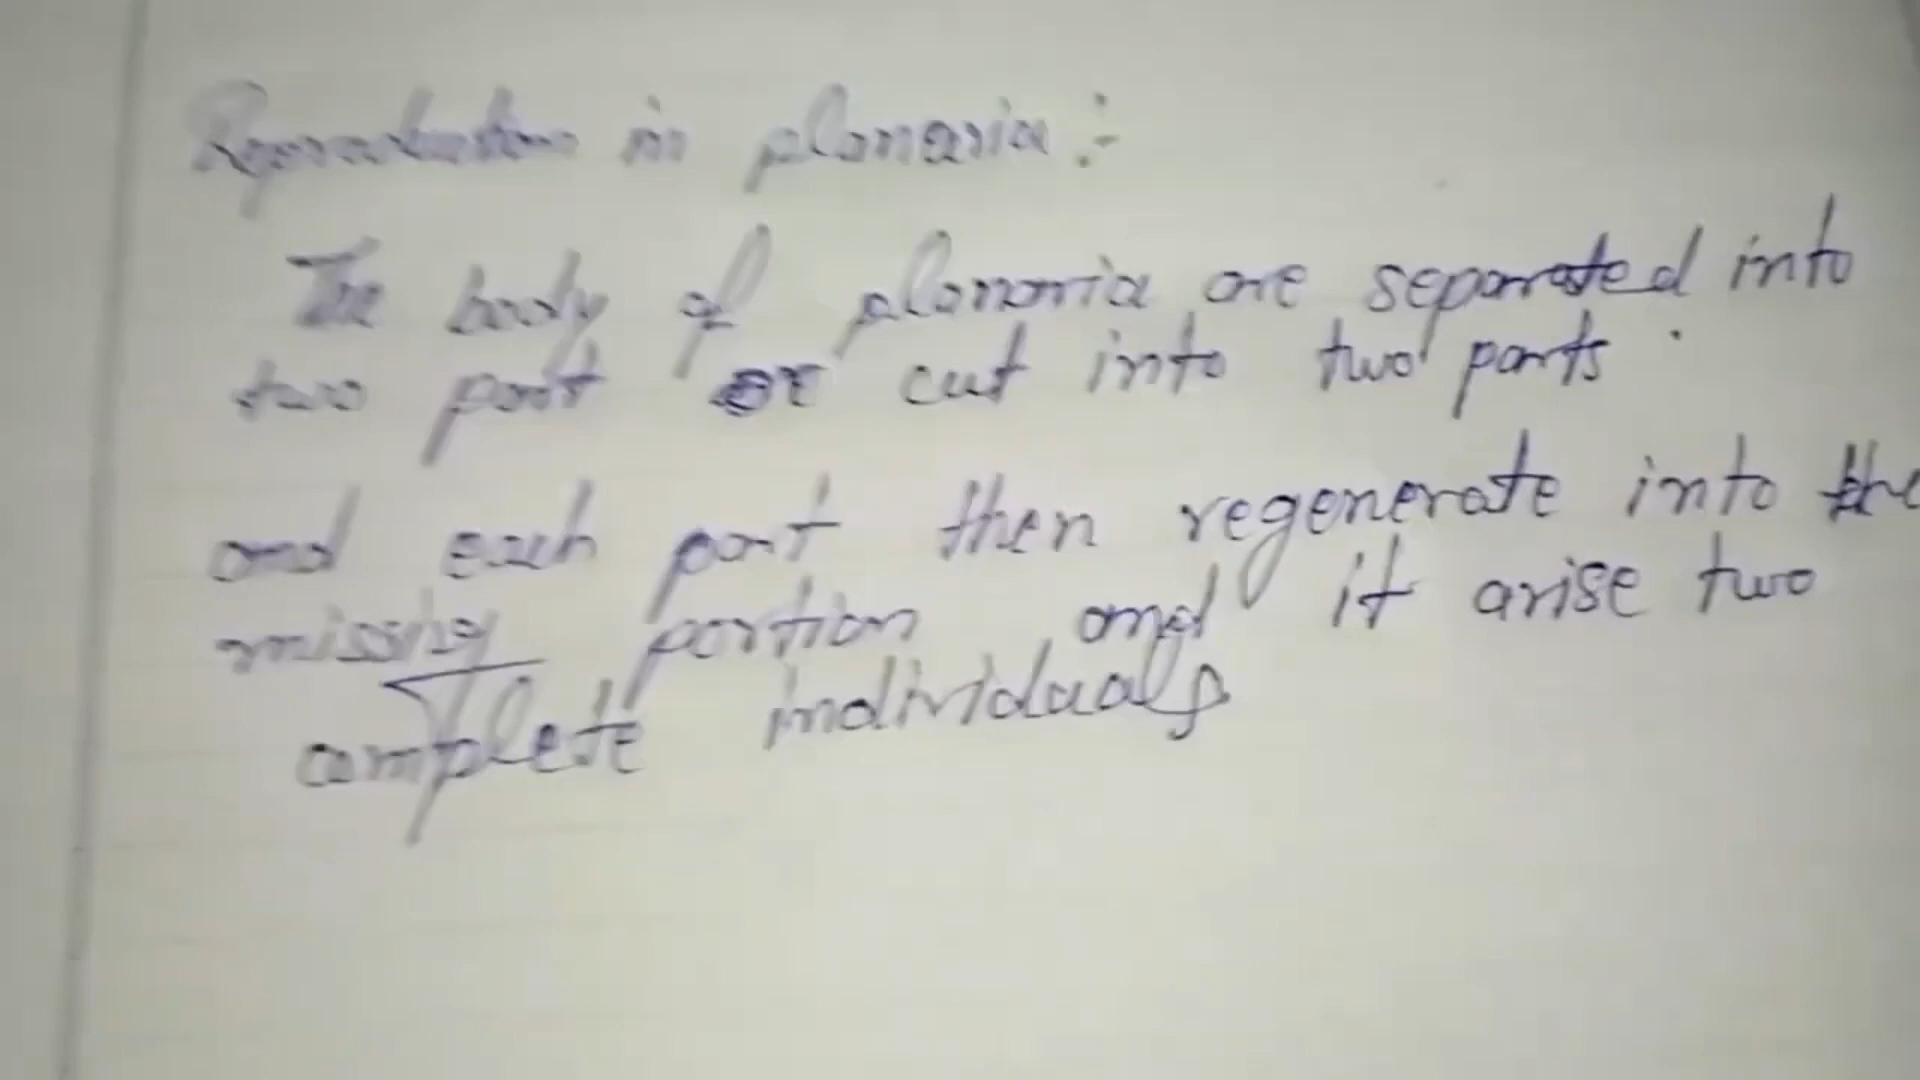 Reproduction in planaria :-
The body of planaria are separated into
two part or cut into two parts.
and each part then regenerate into the
missing portion and it arise two
complete individuals